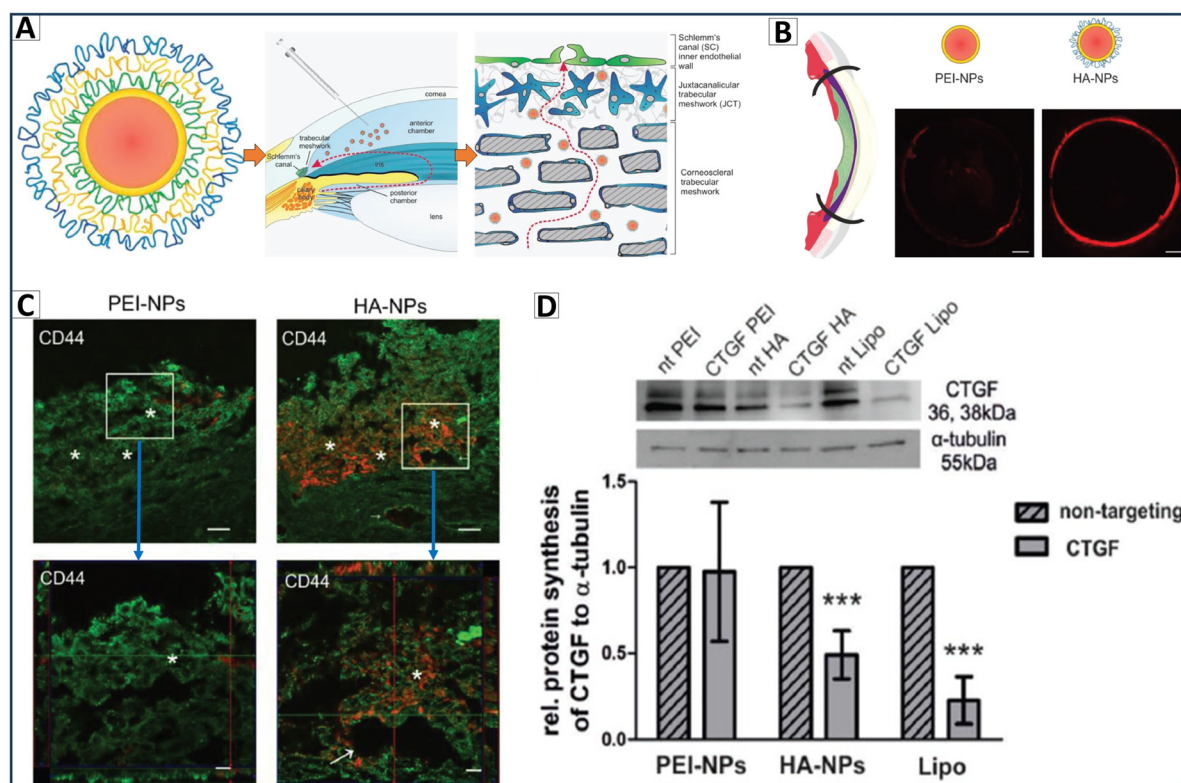 A
cornea
anterior
chamber
trabecular
meshwork
Schlemm's
canal
iris
ciliary
body
posterior
chamber
lens
Schlemm's
canal (SC)
inner endothelial
wall
Juxtacanalicular
trabecular
meshwork (JCT)
Corneoscleral
trabecular
meshwork
B
PEI-NPs
HA-NPs
C
PEI-NPs
HA-NPs
CD44
CD44
*
* *
*
* *
CD44
CD44
*
*
D
nt PEI
CTGF PEI
nt HA
CTGF HA
nt Lipo
CTGF Lipo
CTGF
36, 38kDa
α-tubulin
55kDa
rel. protein synthesis
of CTGF to α-tubulin
1.5
1.0
0.5
0.0
***
***
non-targeting
CTGF
PEI-NPs
HA-NPs
Lipo